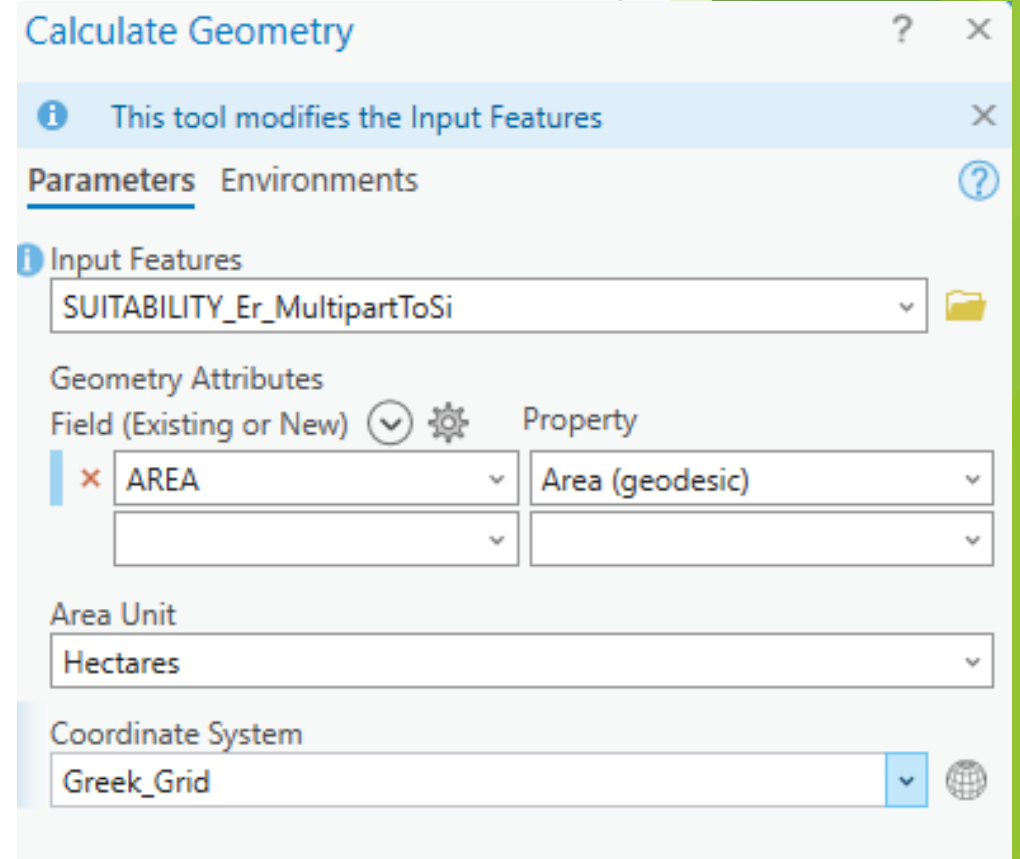 Calculate Geometry ?
This tool modifies the Input Features
Parameters Environments
Input Features
SUITABILITY_Er_MultipartToSi
Geometry Attributes
Field (Existing or New) Property
AREA Area (geodesic)
Area Unit
Hectares
Coordinate System
Greek_Grid